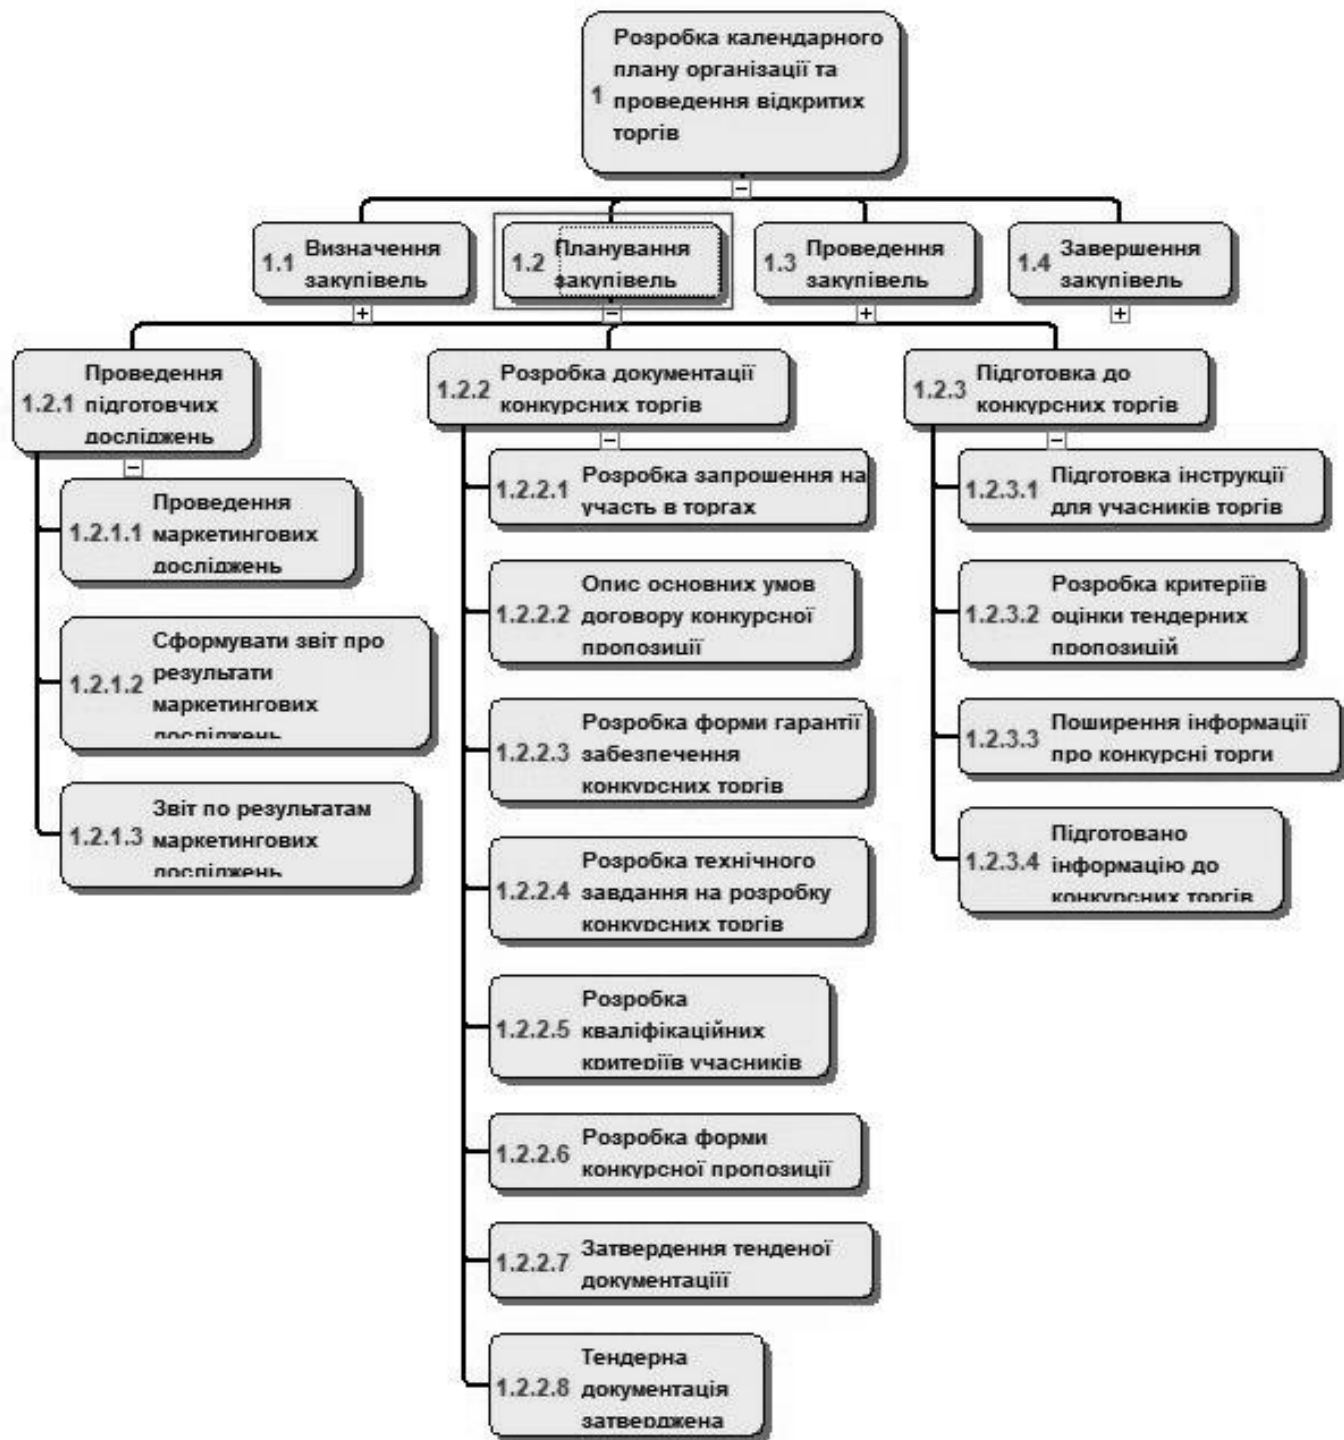 Розробка календарного
плану організації та
1 проведення відкритих
торгів
1.1 Визначення
закупівель
1.2 Планування
закупівель
1.3 Проведення
закупівель
1.4 Завершення
закупівель
Проведення
1.2.1 підготовчих
досліджень
1.2.2 Розробка документації
конкурсних торгів
1.2.3 Підготовка до
конкурсних торгів
Проведення
1.2.1.1 маркетингових
досліджень
Сформувати звіт про
1.2.1.2 результати
маркетингових
досліджень
Звіт по результатам
1.2.1.3 маркетингових
досліджень
1.2.2.1 Розробка запрошення на
участь в торгах
Опис основних умов
1.2.2.2 договору конкурсної
пропозиції
Розробка форми гарантії
1.2.2.3 забезпечення
конкурсних торгів
Розробка технічного
1.2.2.4 завдання на розробку
конкурсних торгів
Розробка
1.2.2.5 кваліфікаційних
критеріїв учасників
1.2.2.6 Розробка форми
конкурсної пропозиції
1.2.2.7 Затвердення тенденої
документаціії
Тендерна
1.2.2.8 документація
затверджена
1.2.3.1 Підготовка інструкції
для учасників торгів
Розробка критеріїв
1.2.3.2 оцінки тендерних
пропозицій
1.2.3.3 Поширення інформації
про конкурсні торги
Підготовано
1.2.3.4 інформацію до
конкурсних торгів